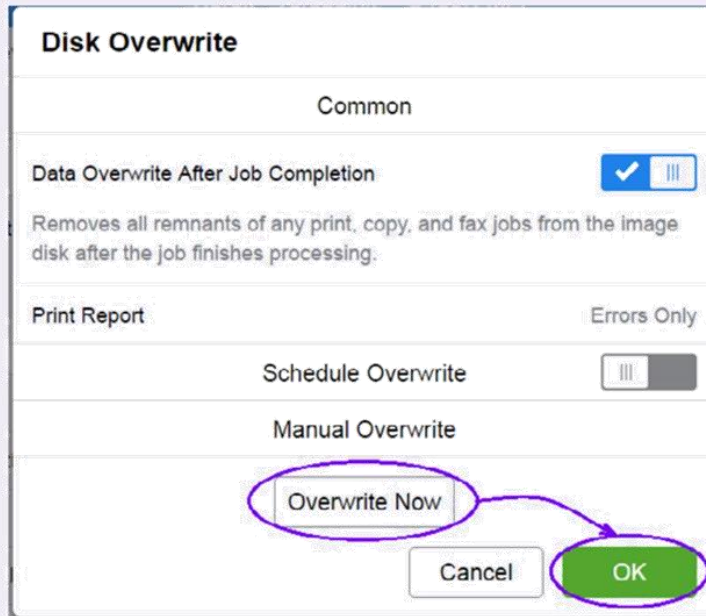 Disk Overwrite
Common
Data Overwrite After Job Completion
Removes all remnants of any print, copy, and fax jobs from the image
disk after the job finishes processing.
Print Report Errors Only
Schedule Overwrite
Manual Overwrite
Overwrite Now
Cancel OK